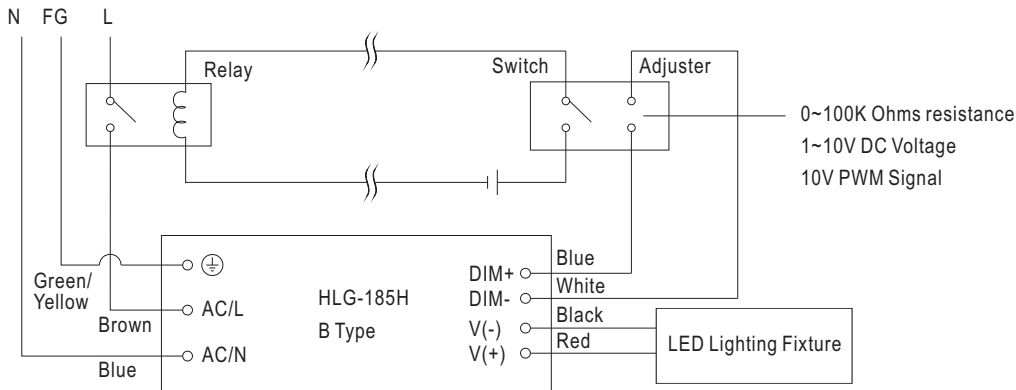 N FG L
Relay
Switch
Adjuster
0~100K Ohms resistance
1~10V DC Voltage
10V PWM Signal
Green/
Yellow
Brown
Blue
AC/L
AC/N
HLG-185H
B Type
DIM+
DIM-
V(-)
V(+)
Blue
White
Black
Red
LED Lighting Fixture